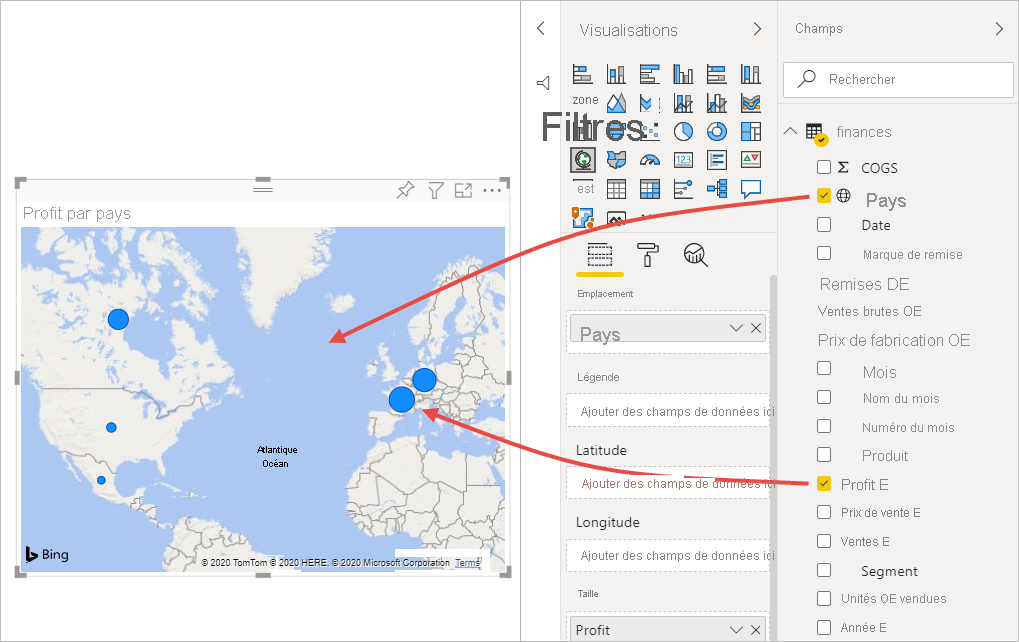 Profit par pays
Atlantique
Océan
Bing
© 2020 TomTom © 2020 HERE, © 2020 Microsoft Corporation Terms
Filtres:
Visualisations
zone
123
est
Emplacement
Pays
Légende
Ajouter des champs de données ici
Latitude
Ajouter des champs de données ici
Longitude
Ajouter des champs de données ici
Taille
Profit
Champs
Rechercher
finances
Σ COGS
Pays
Date
Marque de remise
Remises DE
Ventes brutes OE
Prix de fabrication OE
Mois
Nom du mois
Numéro du mois
Produit
Profit E
Prix de vente E
Ventes E
Segment
Unités OE vendues
Année E